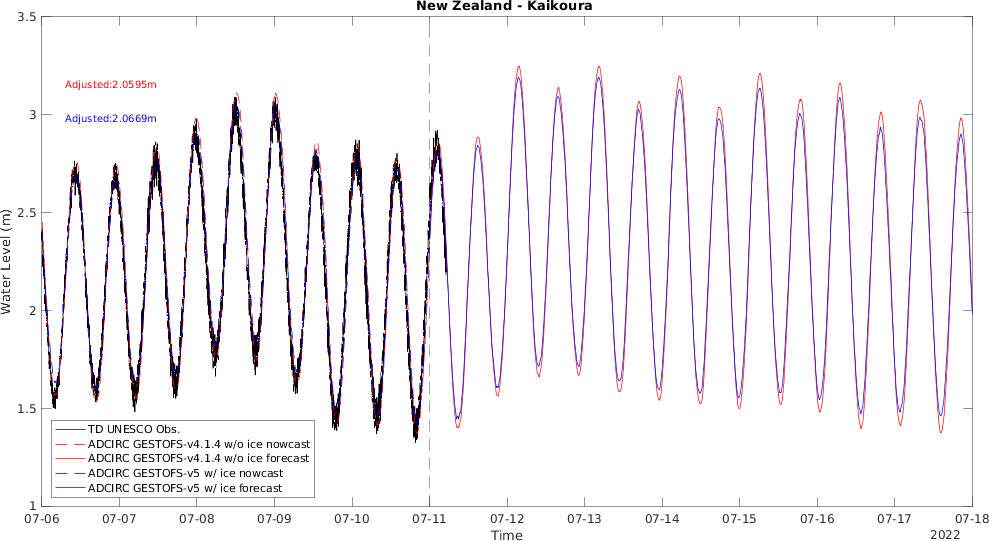 New Zealand - Kaikoura
3.5
3
2.5
2
1.5
1
Water Level (m)
Adjusted:2.0595m
Adjusted:2.0669m
TD UNESCO Obs.
ADCIRC GESTOFS-v4.1.4 w/o ice nowcast
ADCIRC GESTOFS-v4.1.4 w/o ice forecast
ADCIRC GESTOFS-v5 w/ ice nowcast
ADCIRC GESTOFS-v5 w/ ice forecast
07-06 07-07 07-08 07-09 07-10 07-11 07-12 07-13 07-14 07-15 07-16 07-17 07-18
Time
2022